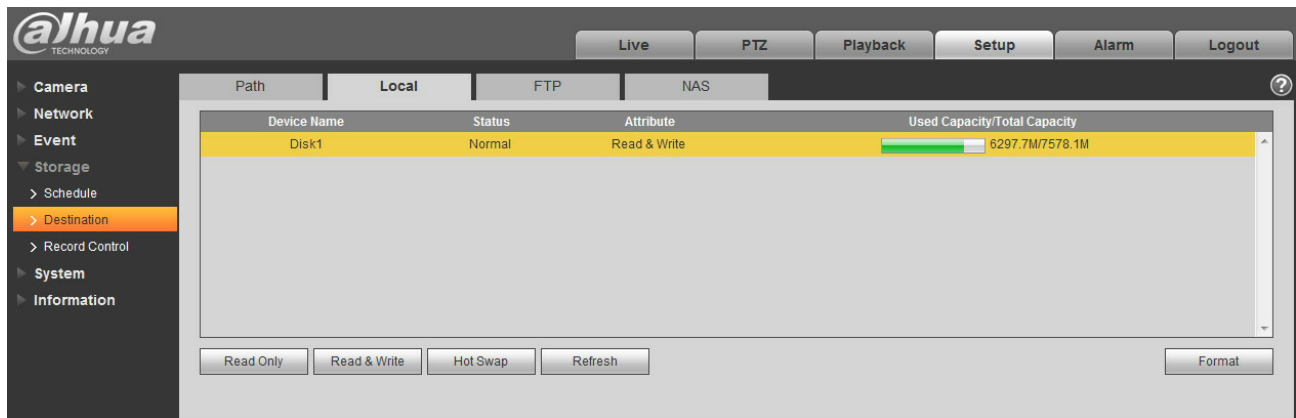 alhua
TECHNOLOGY
Live PTZ Playback Setup Alarm Logout
Camera
Network
Event
Storage
Schedule
Destination
Record Control
System
Information
Path Local FTP NAS
?
Device Name Status Attribute Used Capacity/Total Capacity
Disk1 Normal Read & Write 6297.7M/7578.1M
Read Only Read & Write Hot Swap Refresh Format